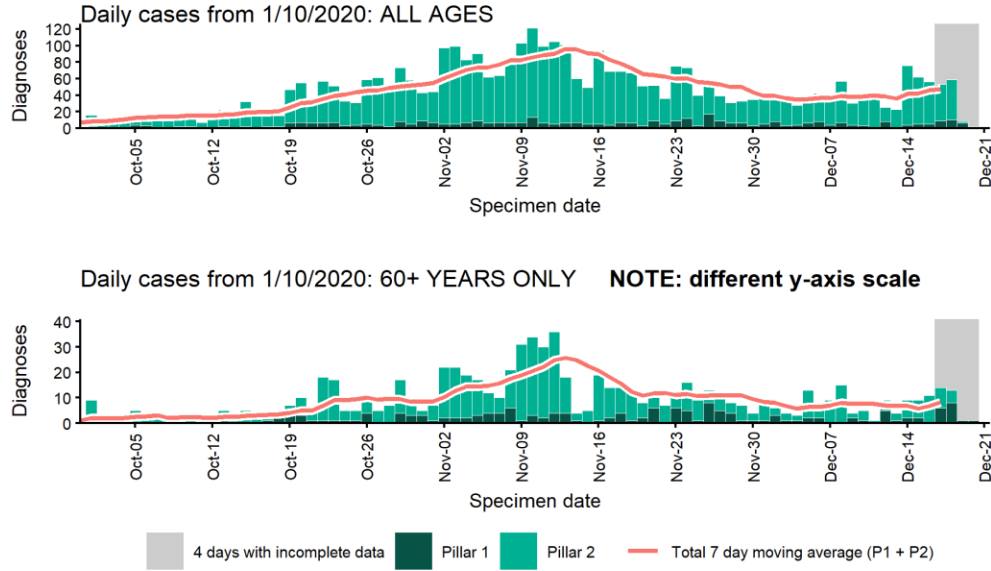 Daily cases from 1/10/2020: ALL AGES
Diagnoses
120
100
80
60
40
20
0
Oct-05
Oct-12
Oct-19
Oct-26
Nov-02
Nov-09
Nov-16
Nov-23
Nov-30
Dec-07
Dec-14
Dec-21
Specimen date
Daily cases from 1/10/2020: 60+ YEARS ONLY NOTE: different y-axis scale
Diagnoses
40
30
20
10
0
Oct-05
Oct-12
Oct-19
Oct-26
Nov-02
Nov-09
Nov-16
Nov-23
Nov-30
Dec-07
Dec-14
Dec-21
Specimen date
4 days with incomplete data
Pillar 1
Pillar 2
Total 7 day moving average (P1 + P2)